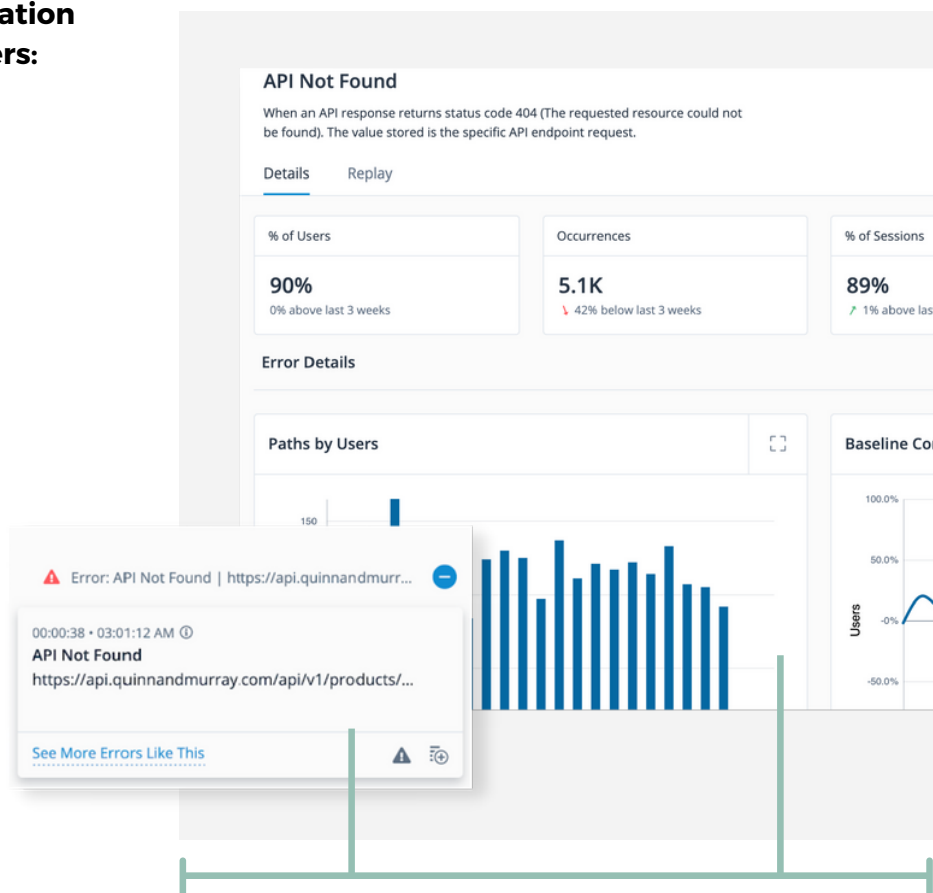 ation
ers:
API Not Found
When an API response returns status code 404 (The requested resource could not
be found). The value stored is the specific API endpoint request.
Details Replay
% of Users
90%
0% above last 3 weeks
Occurrences
5.1K
42% below last 3 weeks
% of Sessions
89%
1% above las
Error Details
Paths by Users
150
Baseline Co
100.0%
50.0%
-0%
-50.0%
Users
Error: API Not Found | https://api.quinnandmurr...
00:00:38 • 03:01:12 AM
API Not Found
https://api.quinnandmurray.com/api/v1/products/...
See More Errors Like This